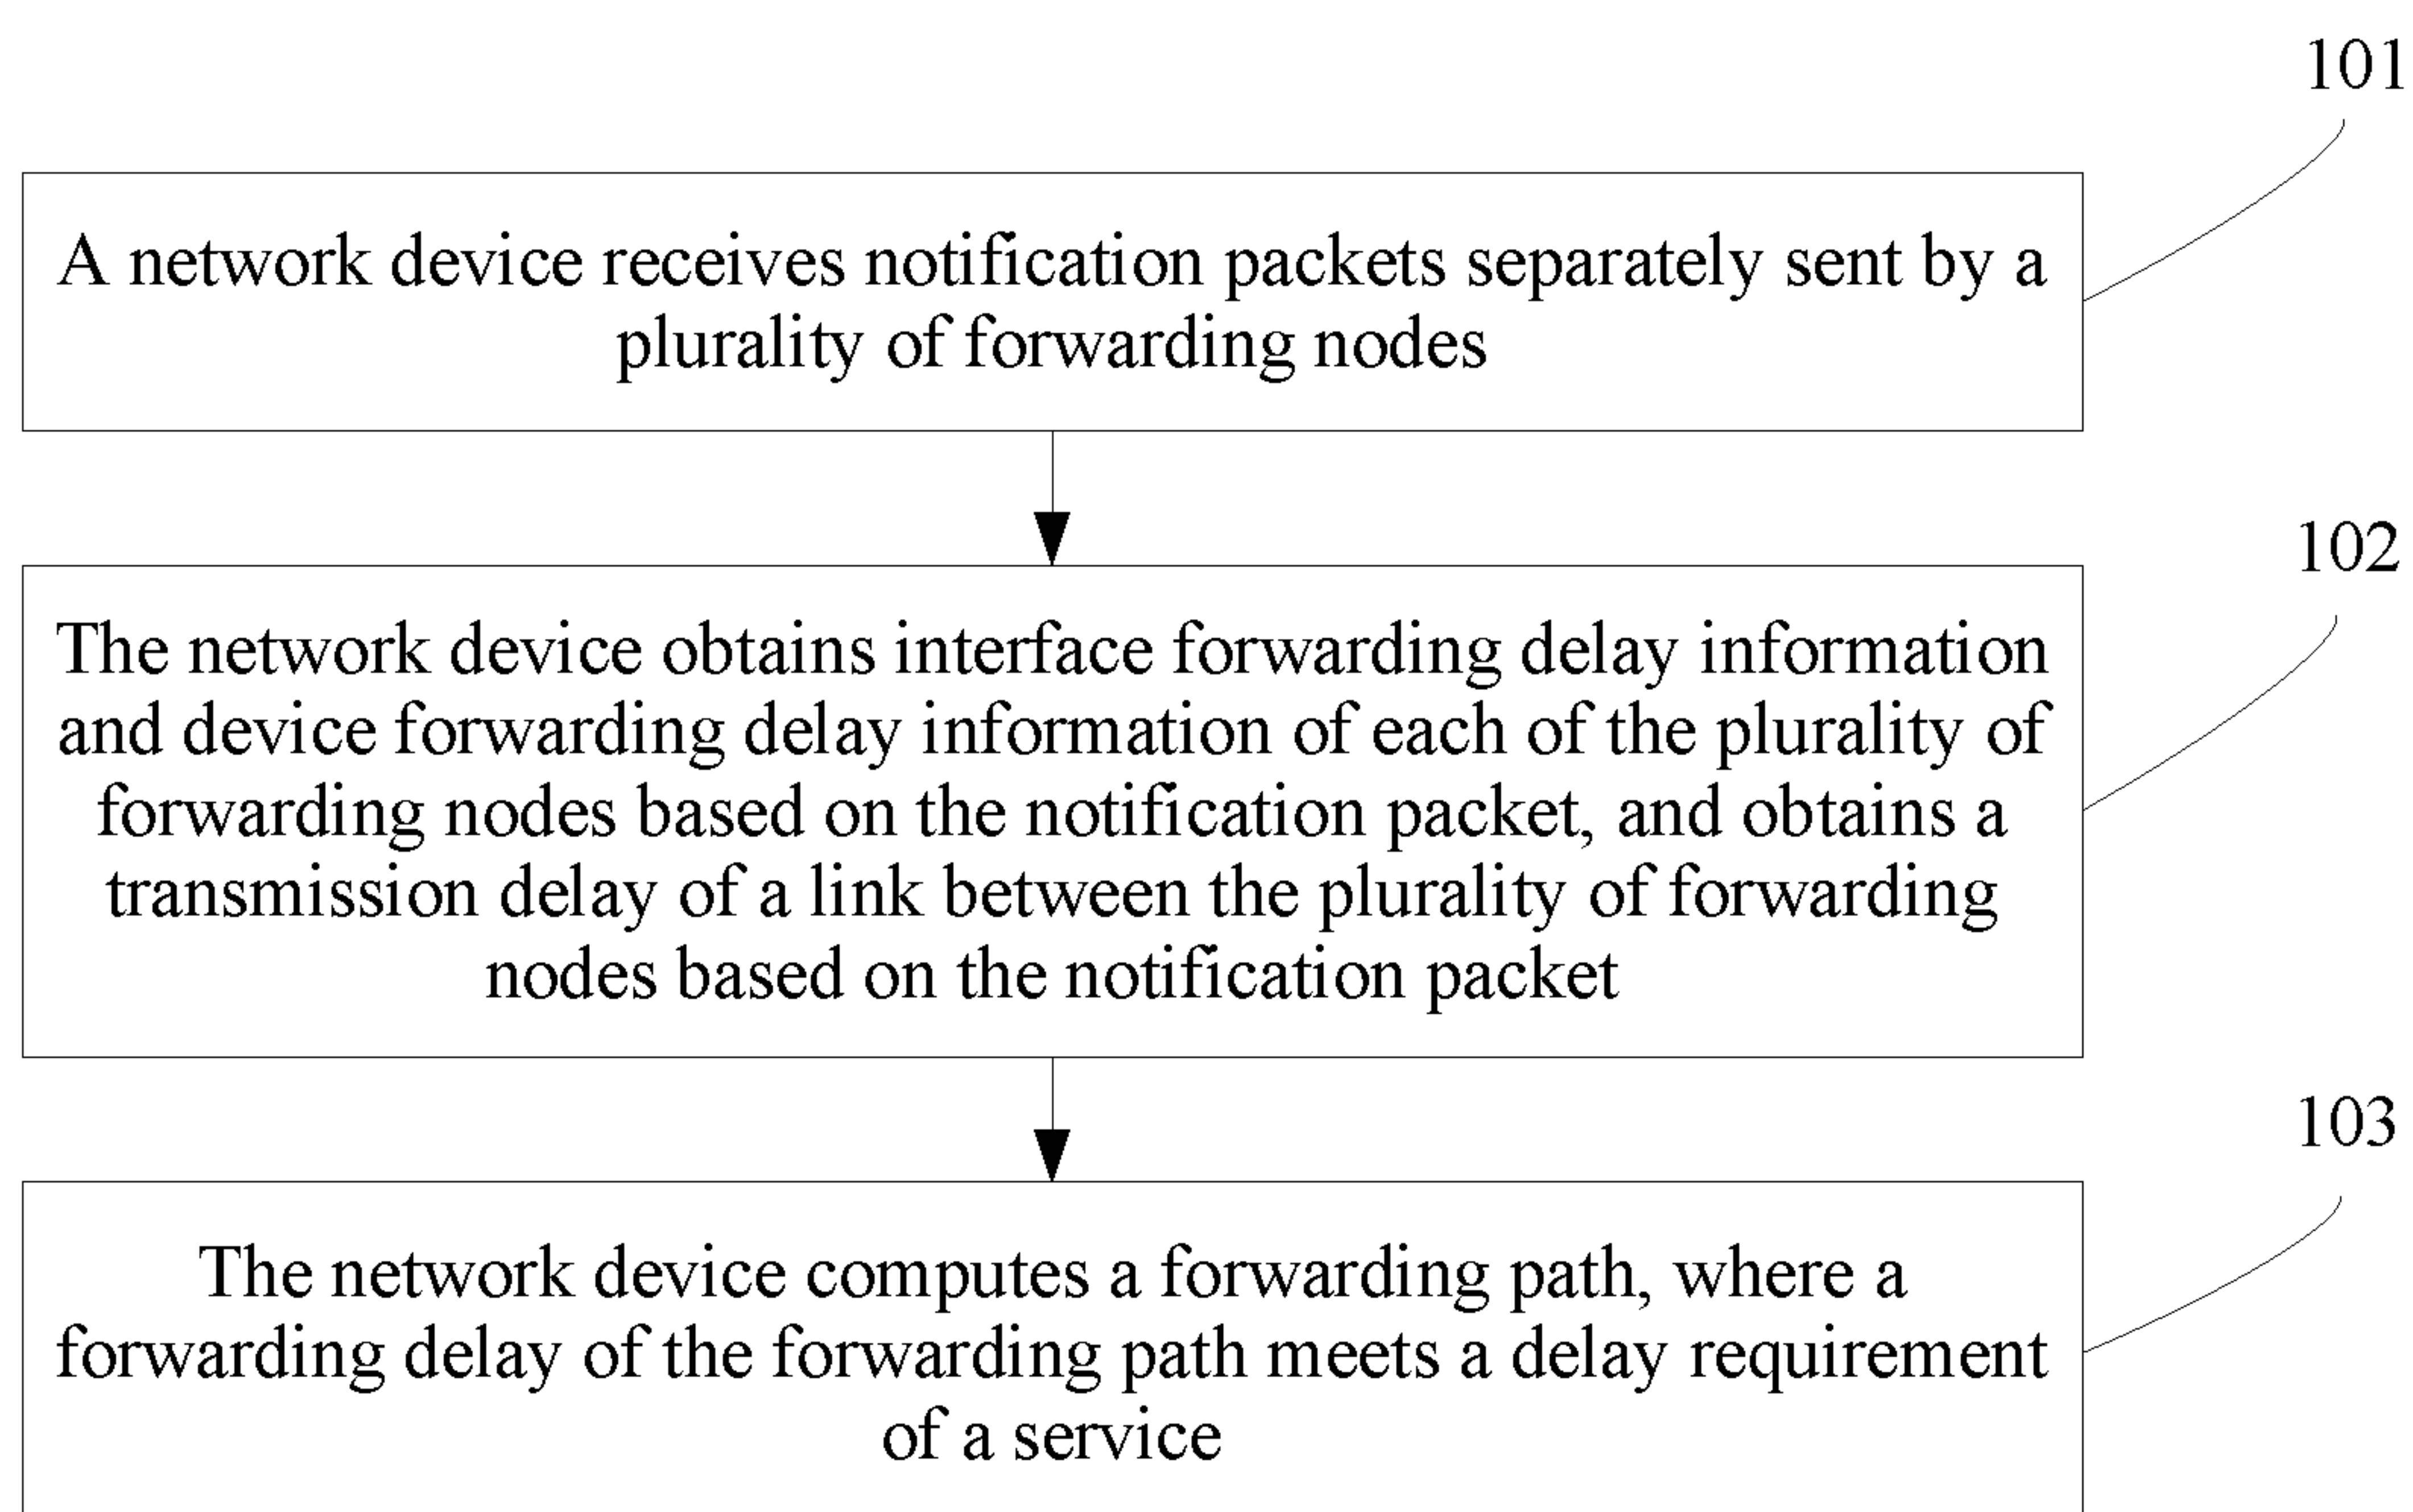 101
A network device receives notification packets separately sent by a
plurality of forwarding nodes
102
The network device obtains interface forwarding delay information
and device forwarding delay information of each of the plurality of
forwarding nodes based on the notification packet, and obtains a
transmission delay of a link between the plurality of forwarding
nodes based on the notification packet
103
The network device computes a forwarding path, where a
forwarding delay of the forwarding path meets a delay requirement
of a service